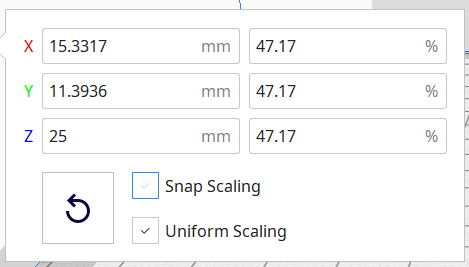 X 15.3317 mm 47.17 %
Y 11.3936 mm 47.17 %
Z 25 mm 47.17 %
Snap Scaling
Uniform Scaling